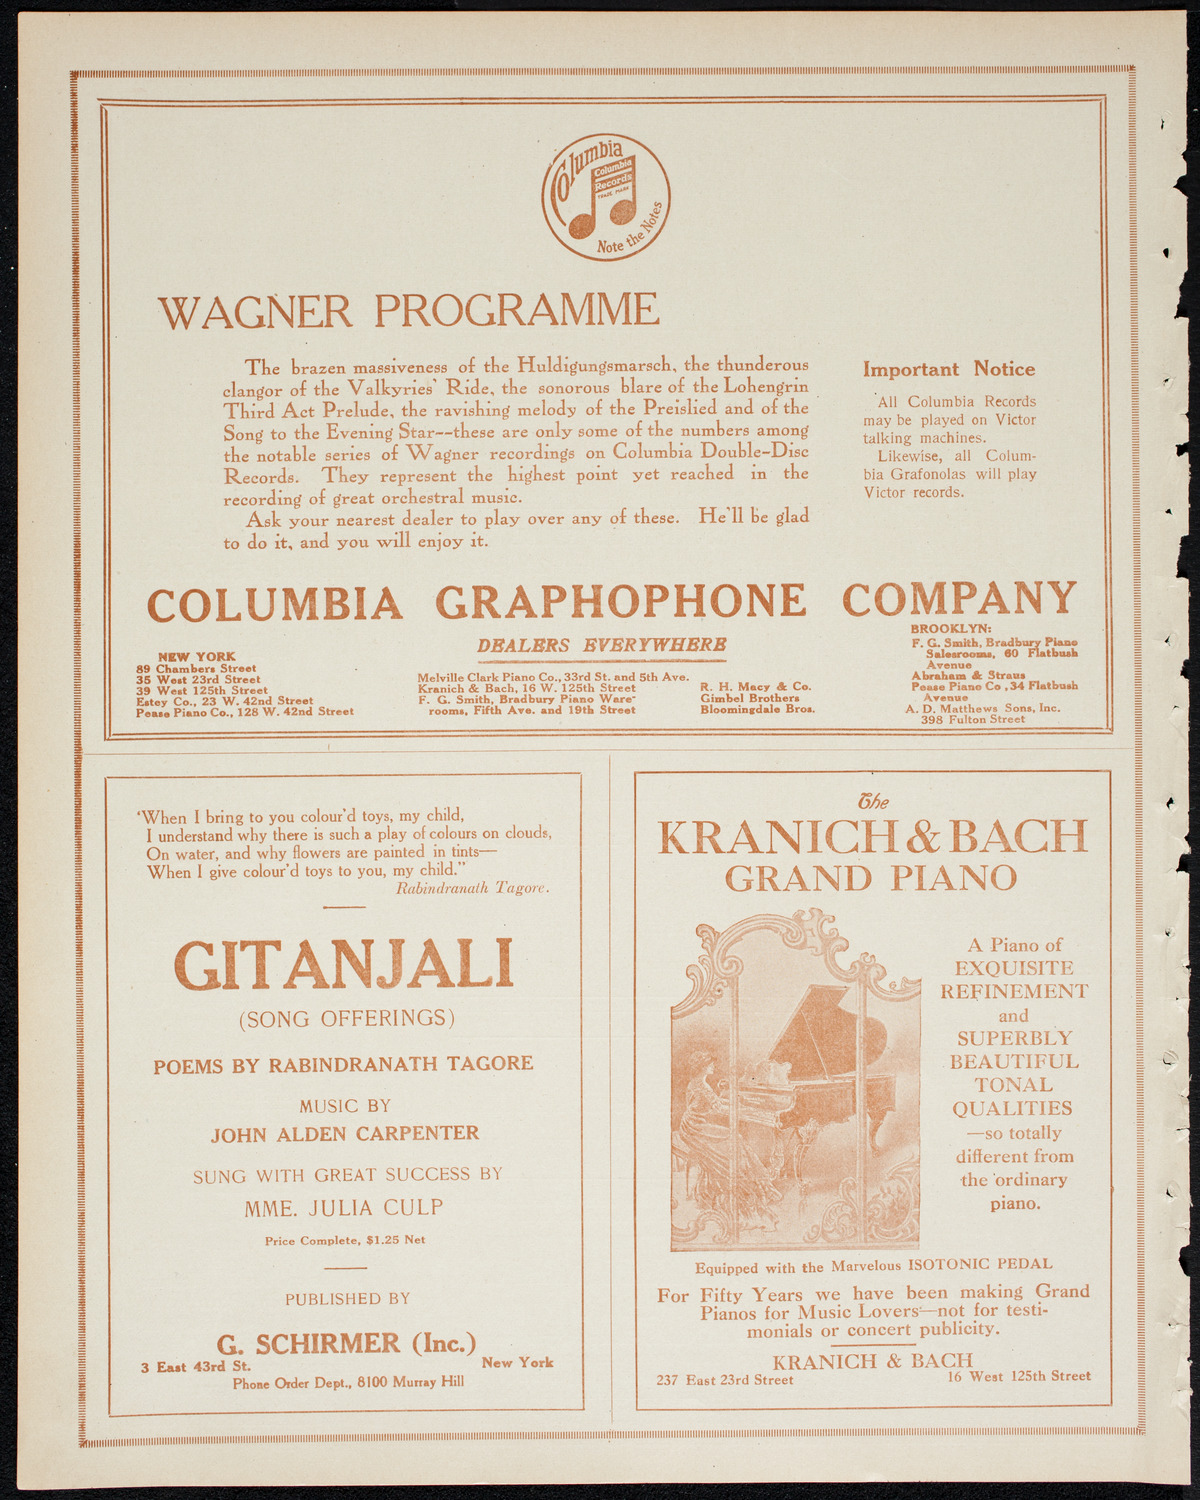 Columbia
Columbia
Records
TRADE MARK
Note the Notes
WAGNER PROGRAMME
The brazen massiveness of the Huldigungsmarsch, the thunderous
clangor of the Valkyries' Ride, the sonorous blare of the Lohengrin
Third Act Prelude, the ravishing melody of the Preislied and of the
Song to the Evening Star--these are only some of the numbers among
the notable series of Wagner recordings on Columbia Double-Disc
Records. They represent the highest point yet reached in the
recording of great orchestral music.
Ask your nearest dealer to play over any of these. He'll be glad
to do it, and you will enjoy it.
Important Notice
All Columbia Records
may be played on Victor
talking machines.
Likewise, all Colum-
bia Grafonolas will play
Victor records.
COLUMBIA GRAPHOPHONE COMPANY
DEALERS EVERYWHERE
NEW YORK
89 Chambers Street
35 West 23rd Street
39 West 125th Street
Estey Co., 23 W. 42nd Street
Pease Piano Co., 128 W. 42nd Street
Melville Clark Piano Co., 33rd St. and 5th Ave.
Kranich & Bach, 16 W. 125th Street
F. G. Smith, Bradbury Piano Ware-
rooms, Fifth Ave. and 19th Street
R. H. Macy & Co.
Gimbel Brothers
Bloomingdale Bros.
BROOKLYN:
F. G. Smith, Bradbury Piano
Salesrooms, 60 Flatbush
Avenue
Abraham & Straus
Pease Piano Co., 34 Flatbush
Avenue
A. D. Matthews Sons, Inc.
398 Fulton Street
'When I bring to you colour'd toys, my child,
I understand why there is such a play of colours on clouds,
On water, and why flowers are painted in tints—
When I give colour'd toys to you, my child."
Rabindranath Tagore.
GITANJALI
(SONG OFFERINGS)
POEMS BY RABINDRANATH TAGORE
MUSIC BY
JOHN ALDEN CARPENTER
SUNG WITH GREAT SUCCESS BY
MME. JULIA CULP
Price Complete, $1.25 Net
PUBLISHED BY
G. SCHIRMER (Inc.)
3 East 43rd St. New York
Phone Order Dept., 8100 Murray Hill
The
KRANICH & BACH
GRAND PIANO
A Piano of
EXQUISITE
REFINEMENT
and
SUPERBLY
BEAUTIFUL
TONAL
QUALITIES
—so totally
different from
the ordinary
piano.
Equipped with the Marvelous ISOTONIC PEDAL
For Fifty Years we have been making Grand
Pianos for Music Lovers—not for testi-
monials or concert publicity.
KRANICH & BACH
237 East 23rd Street 16 West 125th Street